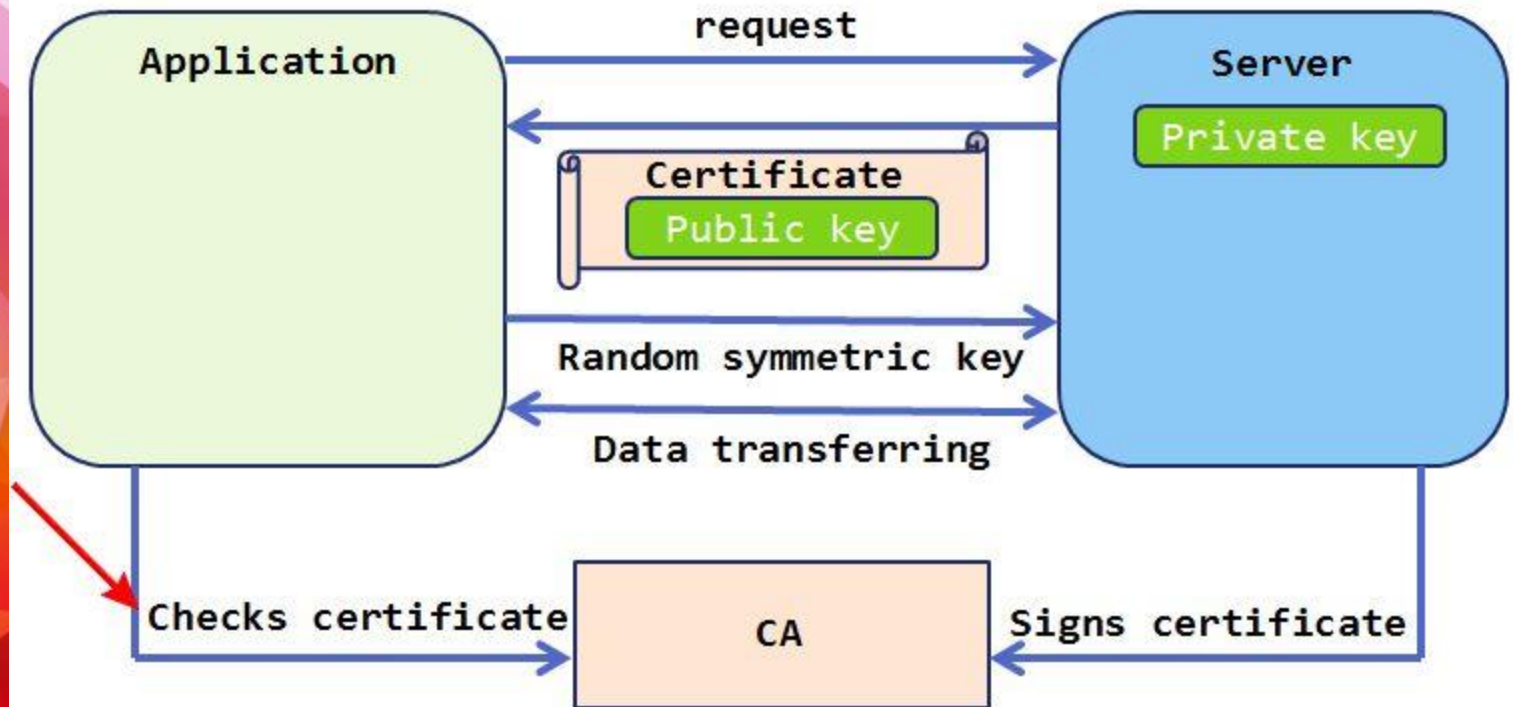 request
Application
Server
Private key
Certificate
Public key
Random symmetric key
Data transferring
Checks certificate
CA
Signs certificate